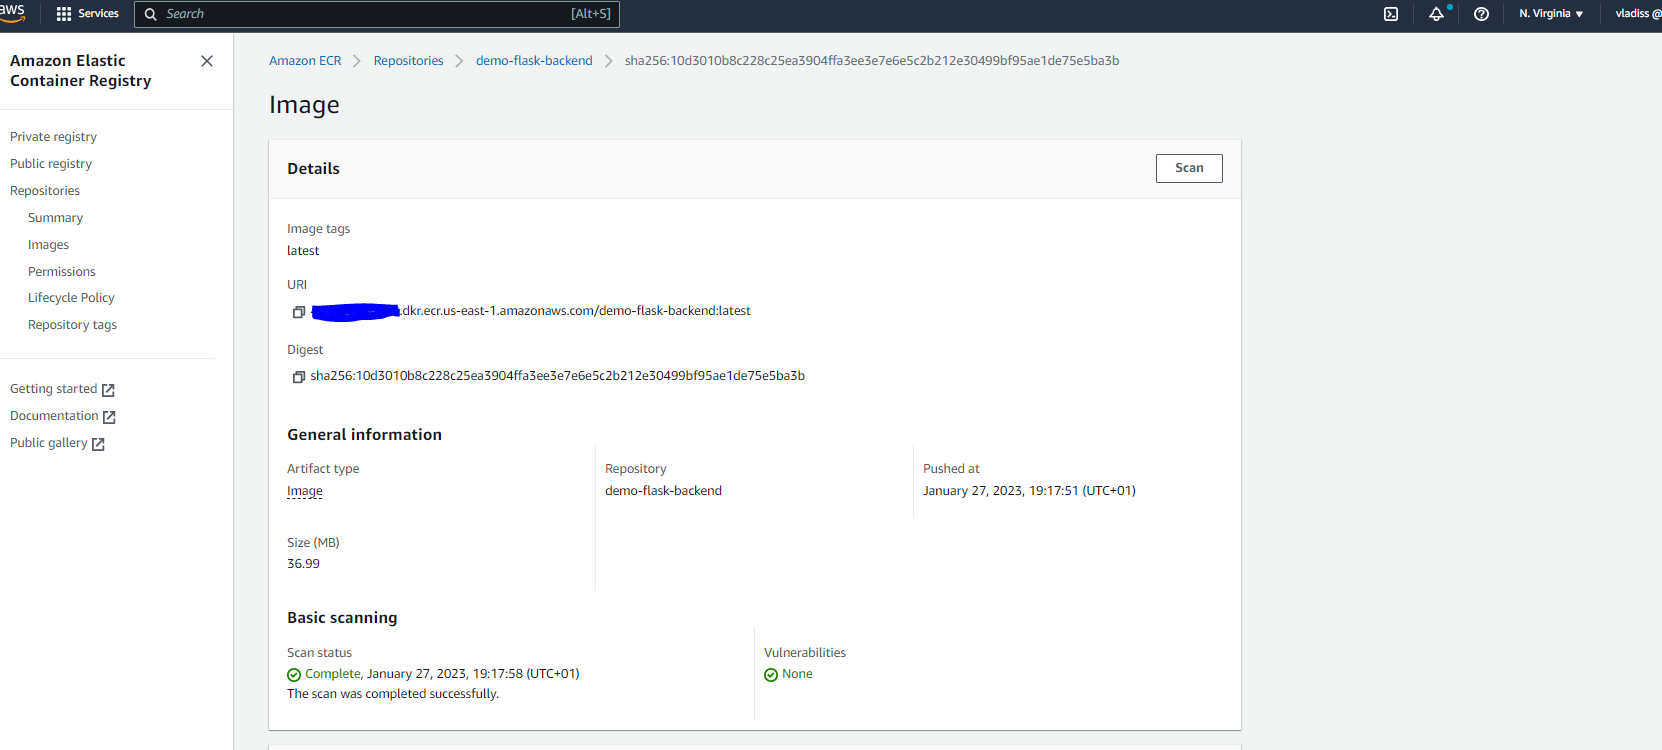 aws
Services
Search
[Alt+S]
N. Virginia
vladiss @
Amazon Elastic
Container Registry
Private registry
Public registry
Repositories
Summary
Images
Permissions
Lifecycle Policy
Repository tags
Getting started
Documentation
Public gallery
Amazon ECR
Repositories
demo-flask-backend
sha256:10d3010b8c228c25ea3904ffa3ee3e7e6e5c2b212e30499bf95ae1de75e5ba3b
Image
Details
Scan
Image tags
latest
URI
.dkr.ecr.us-east-1.amazonaws.com/demo-flask-backend:latest
Digest
sha256:10d3010b8c228c25ea3904ffa3ee3e7e6e5c2b212e30499bf95ae1de75e5ba3b
General information
Artifact type
Image
Repository
demo-flask-backend
Pushed at
January 27, 2023, 19:17:51 (UTC+01)
Size (MB)
36.99
Basic scanning
Scan status
Complete, January 27, 2023, 19:17:58 (UTC+01)
The scan was completed successfully.
Vulnerabilities
None